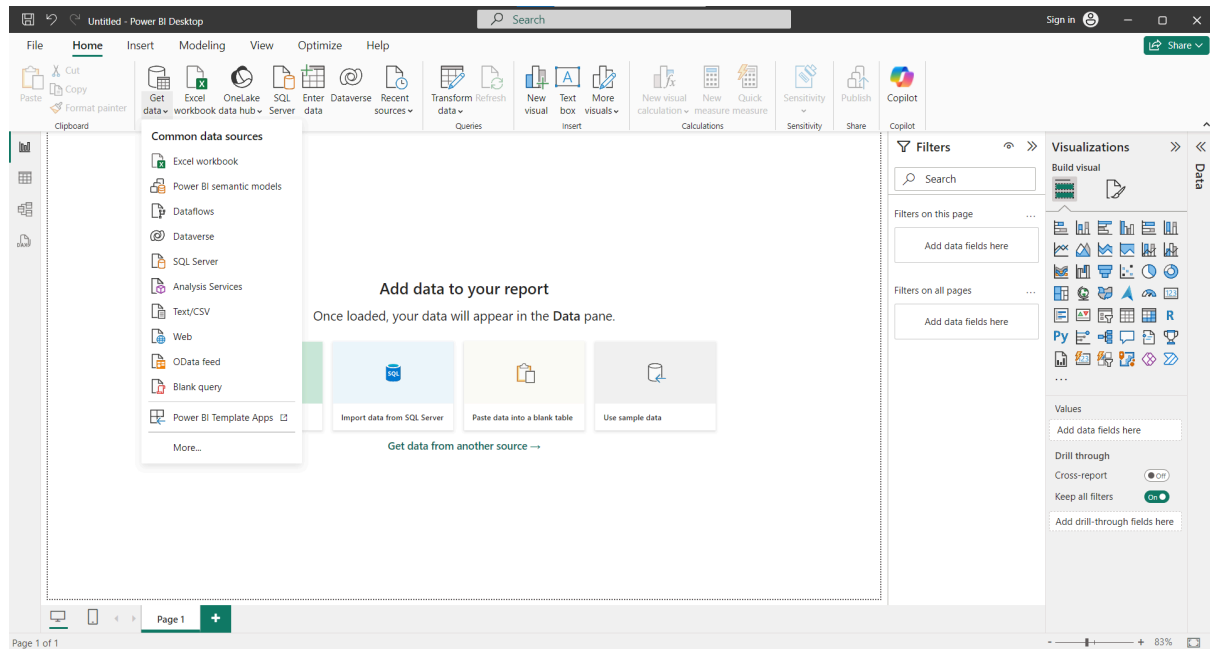 Untitled - Power BI Desktop
Search
Sign in
File Home Insert Modeling View Optimize Help
Share
Paste
Cut
Copy
Format painter
Clipboard
Get data
Excel workbook
OneLake data hub
SQL Server
Enter data
Dataverse
Recent sources
Transform data
Refresh
Queries
New visual
Text box
More visuals
Insert
New visual calculation
New measure
Quick measure
Calculations
Sensitivity
Sensitivity
Publish
Share
Copilot
Copilot
Common data sources
Excel workbook
Power BI semantic models
Dataflows
Dataverse
SQL Server
Analysis Services
Text/CSV
Web
OData feed
Blank query
Power BI Template Apps
More...
Add data to your report
Once loaded, your data will appear in the Data pane.
SQL
Import data from SQL Server
Paste data into a blank table
Use sample data
Get data from another source →
Filters
Search
Filters on this page ...
Add data fields here
Filters on all pages ...
Add data fields here
Visualizations
Build visual
123
R
Py
...
Values
Add data fields here
Drill through
Cross-report Off
Keep all filters On
Add drill-through fields here
Data
Page 1 +
Page 1 of 1
- + 83%